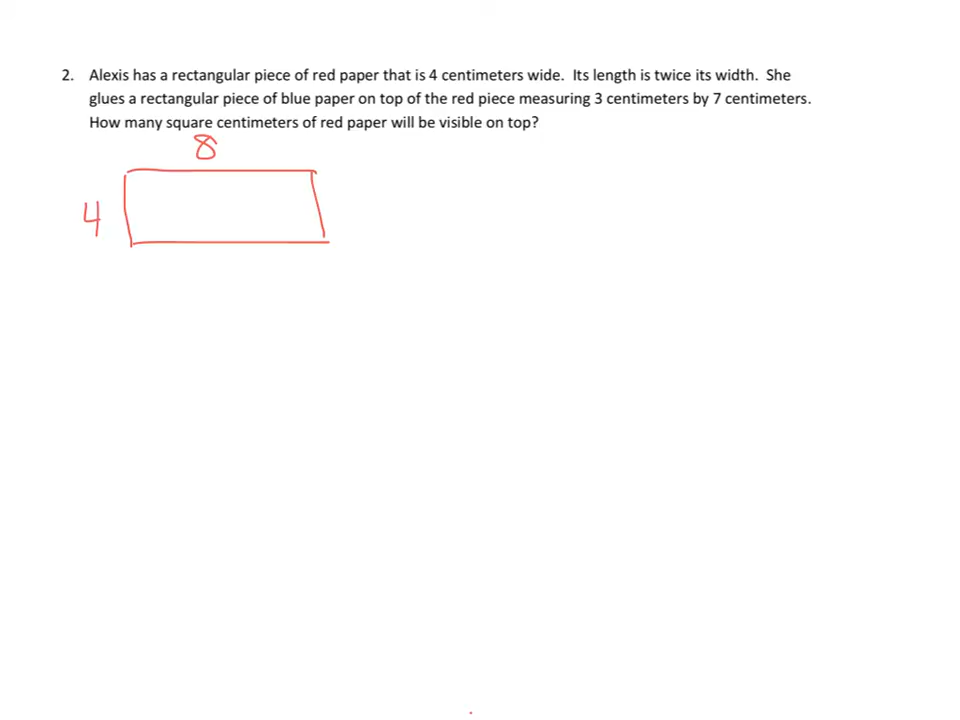 2. Alexis has a rectangular piece of red paper that is 4 centimeters wide. Its length is twice its width. She
glues a rectangular piece of blue paper on top of the red piece measuring 3 centimeters by 7 centimeters.
How many square centimeters of red paper will be visible on top?
8
4